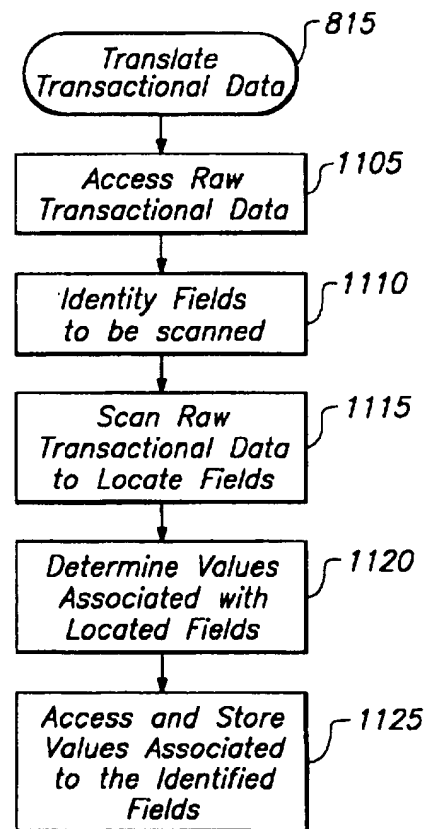 815
Translate
Transactional Data
1105
Access Raw
Transactional Data
1110
Identity Fields
to be scanned
1115
Scan Raw
Transactional Data
to Locate Fields
1120
Determine Values
Associated with
Located Fields
1125
Access and Store
Values Associated
to the Identified
Fields